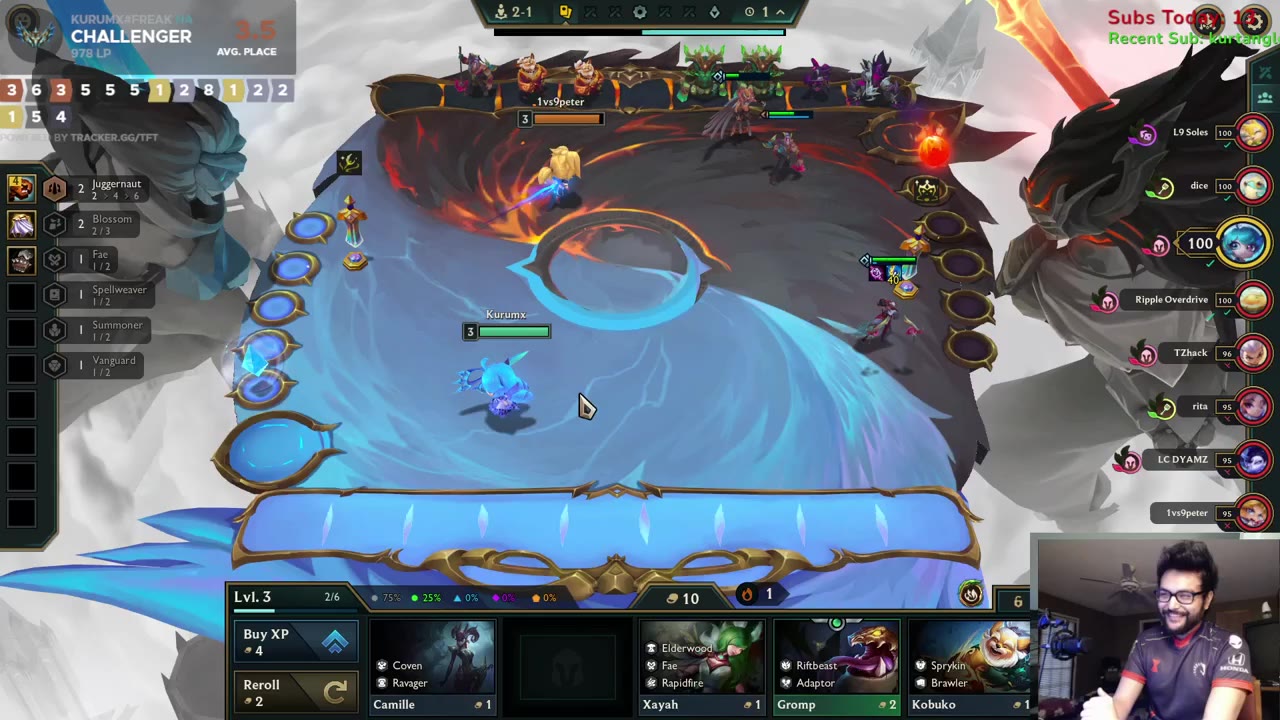 KURUMX#FREAK NA
CHALLENGER
978 LP
3.5
AVG. PLACE
3 6 3 5 5 5 1 2 8 1 2 2
1 5 4
POWERED BY TRACKER.GG/TFT
2-1
1
Subs Today: 1
Recent Sub: kurtangl
2 Juggernaut
2 > 4 > 6
2 Blossom
2 / 3
1 Fae
1 / 2
1 Spellweaver
1 / 2
1 Summoner
1 / 2
1 Vanguard
1 / 2
_1vs9peter
3
Kurumx
3
40
L9 Soles 100
dice 100
100
Ripple Overdrive 100
TZhack 96
rita 95
LC DYAMZ 95
1vs9peter 95
Lvl. 3
2/6
75% 25% 0% 0% 0%
10
1
6
Buy XP
4
Reroll
2
Coven
Ravager
Camille 1
Elderwood
Fae
Rapidfire
Xayah 1
Riftbeast
Adaptor
Gromp 2
Sprykin
Brawler
Kobuko 1
HONDA